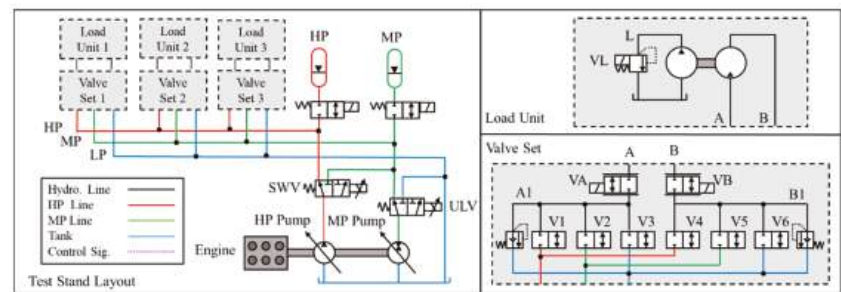 Load
Unit 1
Load
Unit 2
Load
Unit 3
HP
MP
Valve
Set 1
Valve
Set 2
Valve
Set 3
HP
MP
LP
SWV
ULV
Hydro. Line
HP Line
MP Line
Tank
Control Sig.
HP Pump
MP Pump
Engine
Test Stand Layout
L
VL
A
B
Load Unit
Valve Set
A
B
VA
VB
A1
B1
V1
V2
V3
V4
V5
V6